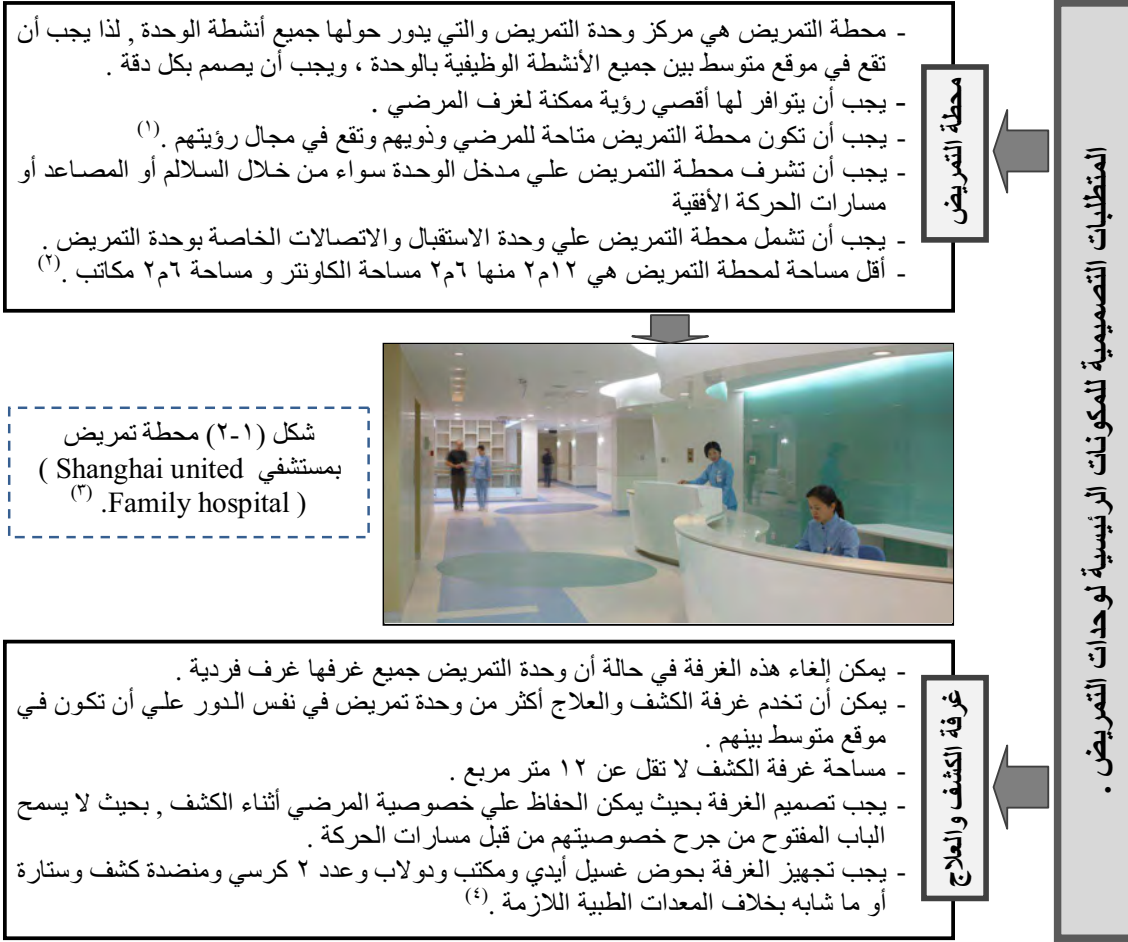 المتطلبات التصميمية للمكونات الرئيسية لوحدات التمريض .
محطة التمريض
- محطة التمريض هي مركز وحدة التمريض والتي يدور حولها جميع أنشطة الوحدة , لذا يجب أن
تقع في موقع متوسط بين جميع الأنشطة الوظيفية بالوحدة ، ويجب أن يصمم بكل دقة .
- يجب أن يتوافر لها أقصي رؤية ممكنة لغرف المرضي .
- يجب أن تكون محطة التمريض متاحة للمرضي وذويهم وتقع في مجال رؤيتهم .(١)
- يجب أن تشرف محطة التمريض علي مدخل الوحدة سواء من خلال السلالم أو المصاعد أو
مسارات الحركة الأفقية
- يجب أن تشمل محطة التمريض علي وحدة الاستقبال والاتصالات الخاصة بوحدة التمريض .
- أقل مساحة لمحطة التمريض هي ١٢م٢ منها ٦م٢ مساحة الكاونتر و مساحة ٦م٢ مكاتب .(٢)
شكل (١-٢) محطة تمريض
بمستشفي Shanghai united )
( Family hospital. (٣)
غرفة الكشف والعلاج
- يمكن إلغاء هذه الغرفة في حالة أن وحدة التمريض جميع غرفها غرف فردية .
- يمكن أن تخدم غرفة الكشف والعلاج أكثر من وحدة تمريض في نفس الدور علي أن تكون في
موقع متوسط بينهم .
- مساحة غرفة الكشف لا تقل عن ١٢ متر مربع .
- يجب تصميم الغرفة بحيث يمكن الحفاظ علي خصوصية المرضي أثناء الكشف , بحيث لا يسمح
الباب المفتوح من جرح خصوصيتهم من قبل مسارات الحركة .
- يجب تجهيز الغرفة بحوض غسيل أيدي ومكتب ودولاب وعدد ٢ كرسي ومنضدة كشف وستارة
أو ما شابه بخلاف المعدات الطبية اللازمة .(٤)